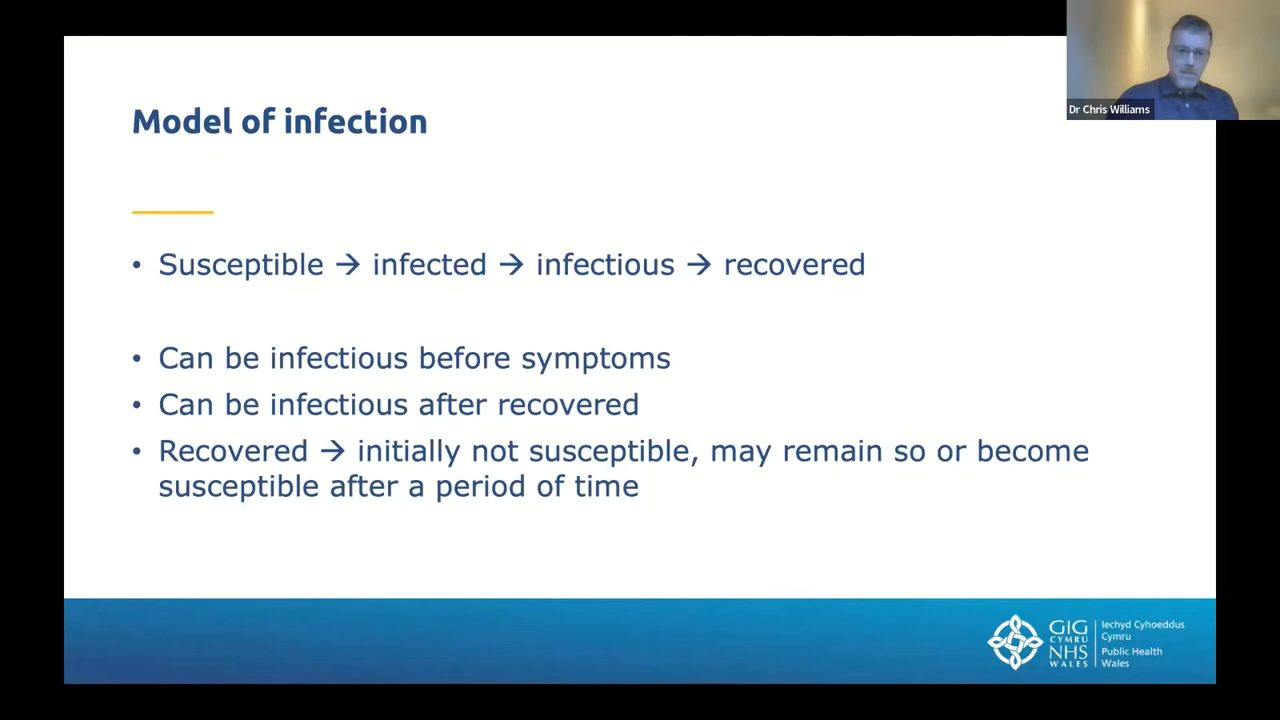 Dr Chris Williams
Model of infection
• Susceptible → infected → infectious → recovered
• Can be infectious before symptoms
• Can be infectious after recovered
• Recovered → initially not susceptible, may remain so or become
susceptible after a period of time
GIG
CYMRU
NHS
WALES
Iechyd Cyhoeddus
Cymru
Public Health
Wales